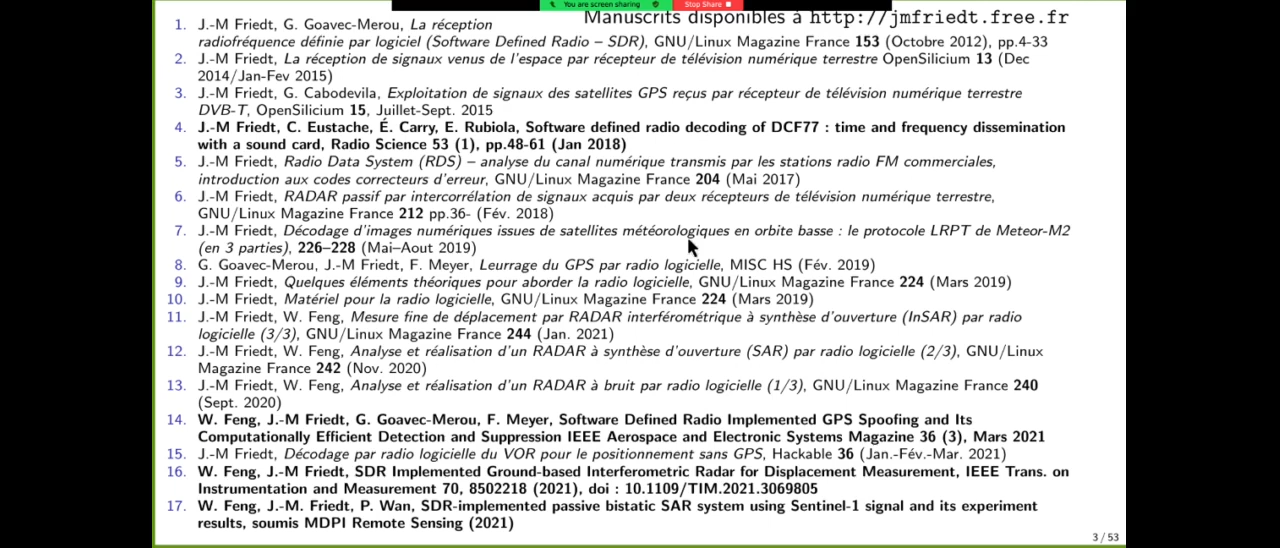 You are screen sharing
Stop Share
Manuscrits disponibles à http://jmfriedt.free.fr
1. J.-M Friedt, G. Goavec-Merou, La réception
radiofréquence définie par logiciel (Software Defined Radio – SDR), GNU/Linux Magazine France 153 (Octobre 2012), pp.4-33
2. J.-M Friedt, La réception de signaux venus de l'espace par récepteur de télévision numérique terrestre OpenSilicium 13 (Dec
2014/Jan-Fev 2015)
3. J.-M Friedt, G. Cabodevila, Exploitation de signaux des satellites GPS reçus par récepteur de télévision numérique terrestre
DVB-T, OpenSilicium 15, Juillet-Sept. 2015
4. J.-M Friedt, C. Eustache, É. Carry, E. Rubiola, Software defined radio decoding of DCF77 : time and frequency dissemination
with a sound card, Radio Science 53 (1), pp.48-61 (Jan 2018)
5. J.-M Friedt, Radio Data System (RDS) – analyse du canal numérique transmis par les stations radio FM commerciales,
introduction aux codes correcteurs d'erreur, GNU/Linux Magazine France 204 (Mai 2017)
6. J.-M Friedt, RADAR passif par intercorrélation de signaux acquis par deux récepteurs de télévision numérique terrestre,
GNU/Linux Magazine France 212 pp.36- (Fév. 2018)
7. J.-M Friedt, Décodage d'images numériques issues de satellites météorologiques en orbite basse : le protocole LRPT de Meteor-M2
(en 3 parties), 226–228 (Mai–Aout 2019)
8. G. Goavec-Merou, J.-M Friedt, F. Meyer, Leurrage du GPS par radio logicielle, MISC HS (Fév. 2019)
9. J.-M Friedt, Quelques éléments théoriques pour aborder la radio logicielle, GNU/Linux Magazine France 224 (Mars 2019)
10. J.-M Friedt, Matériel pour la radio logicielle, GNU/Linux Magazine France 224 (Mars 2019)
11. J.-M Friedt, W. Feng, Mesure fine de déplacement par RADAR interférométrique à synthèse d'ouverture (InSAR) par radio
logicielle (3/3), GNU/Linux Magazine France 244 (Jan. 2021)
12. J.-M Friedt, W. Feng, Analyse et réalisation d'un RADAR à synthèse d'ouverture (SAR) par radio logicielle (2/3), GNU/Linux
Magazine France 242 (Nov. 2020)
13. J.-M Friedt, W. Feng, Analyse et réalisation d'un RADAR à bruit par radio logicielle (1/3), GNU/Linux Magazine France 240
(Sept. 2020)
14. W. Feng, J.-M Friedt, G. Goavec-Merou, F. Meyer, Software Defined Radio Implemented GPS Spoofing and Its
Computationally Efficient Detection and Suppression IEEE Aerospace and Electronic Systems Magazine 36 (3), Mars 2021
15. J.-M Friedt, Décodage par radio logicielle du VOR pour le positionnement sans GPS, Hackable 36 (Jan.-Fév.-Mar. 2021)
16. W. Feng, J.-M Friedt, SDR Implemented Ground-based Interferometric Radar for Displacement Measurement, IEEE Trans. on
Instrumentation and Measurement 70, 8502218 (2021), doi : 10.1109/TIM.2021.3069805
17. W. Feng, J.-M. Friedt, P. Wan, SDR-implemented passive bistatic SAR system using Sentinel-1 signal and its experiment
results, soumis MDPI Remote Sensing (2021)
3 / 53